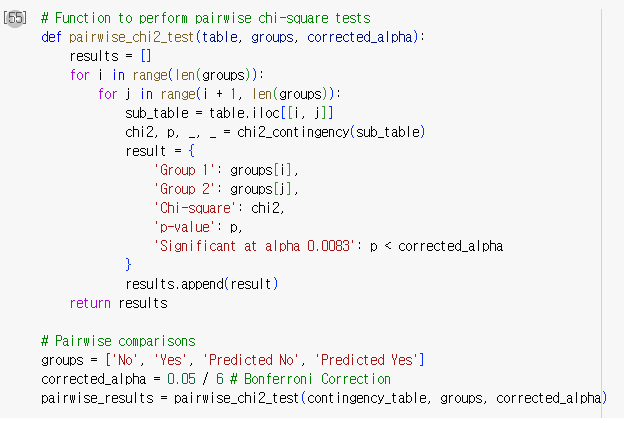 [55] # Function to perform pairwise chi-square tests
def pairwise_chi2_test(table, groups, corrected_alpha):
    results = []
    for i in range(len(groups)):
        for j in range(i + 1, len(groups)):
            sub_table = table.iloc[[i, j]]
            chi2, p, _, _ = chi2_contingency(sub_table)
            result = {
                'Group 1': groups[i],
                'Group 2': groups[j],
                'Chi-square': chi2,
                'p-value': p,
                'Significant at alpha 0.0083': p < corrected_alpha
            }
            results.append(result)
    return results

# Pairwise comparisons
groups = ['No', 'Yes', 'Predicted No', 'Predicted Yes']
corrected_alpha = 0.05 / 6 # Bonferroni Correction
pairwise_results = pairwise_chi2_test(contingency_table, groups, corrected_alpha)